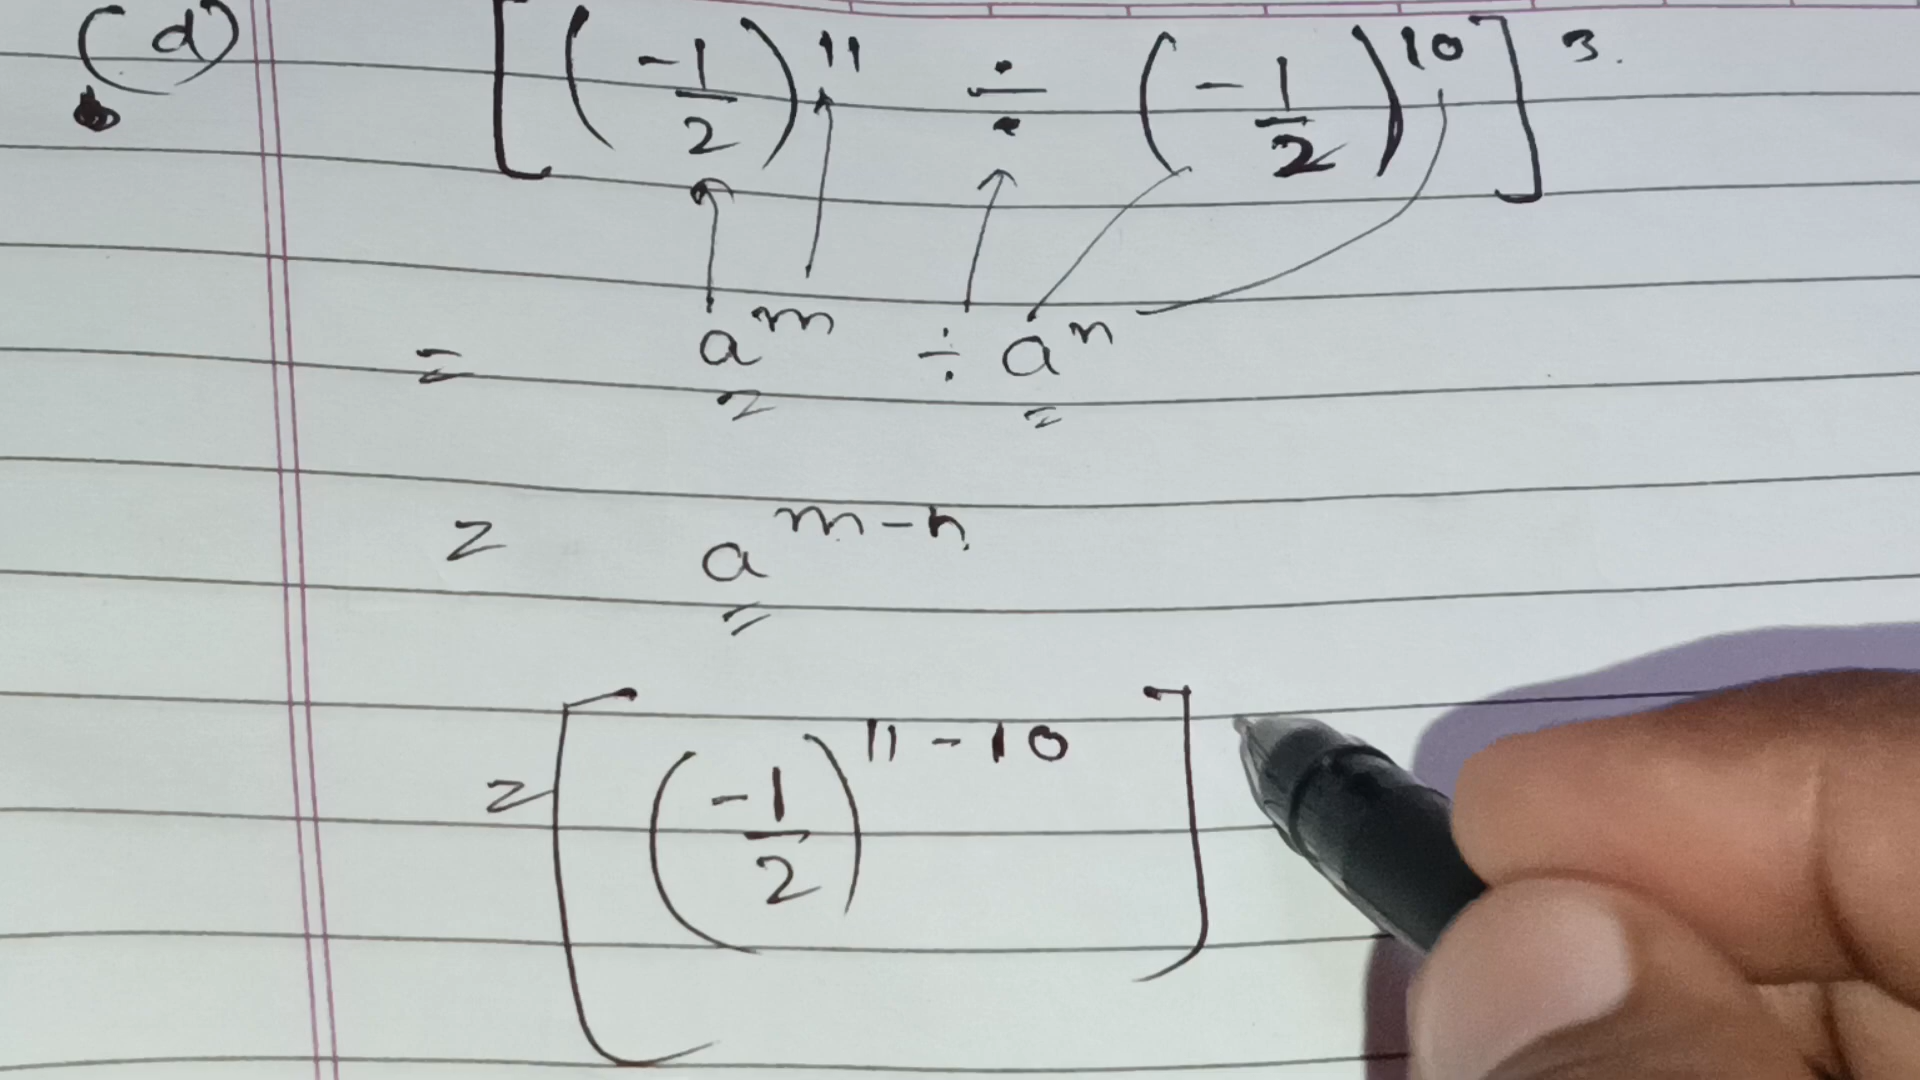 (d) [(-1/2)^11 ÷ (-1/2)^10]^3.
= a^m ÷ a^n
= a^m-n
= [(-1/2)^11-10]